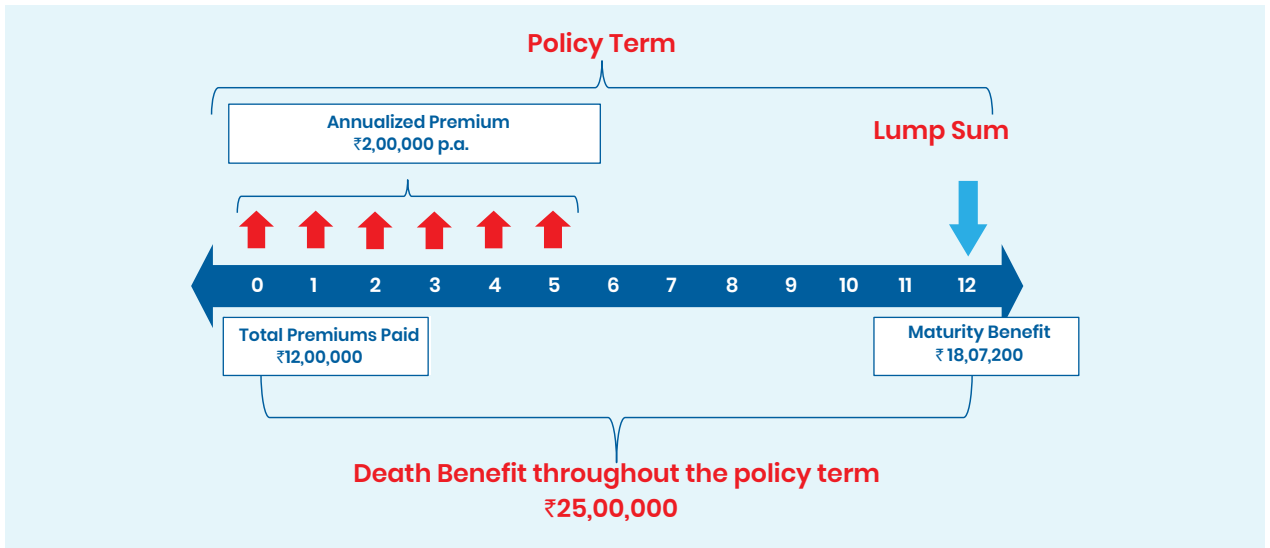 Policy Term
Annualized Premium
₹2,00,000 p.a.
Lump Sum
0 1 2 3 4 5 6 7 8 9 10 11 12
Total Premiums Paid
₹12,00,000
Maturity Benefit
₹ 18,07,200
Death Benefit throughout the policy term
₹25,00,000